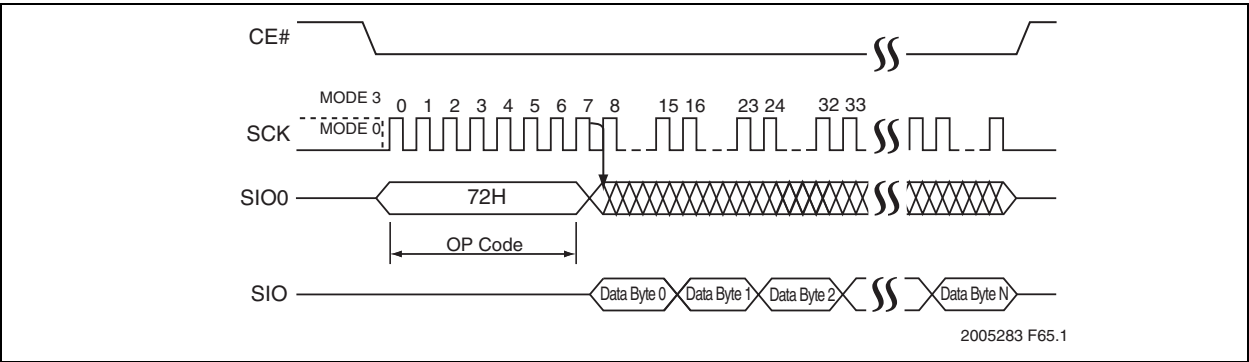 CE#
MODE 3
0 1 2 3 4 5 6 7 8 15 16 23 24 32 33
SCK MODE 0
SIO0 72H
OP Code
SIO Data Byte 0 Data Byte 1 Data Byte 2 Data Byte N
2005283 F65.1